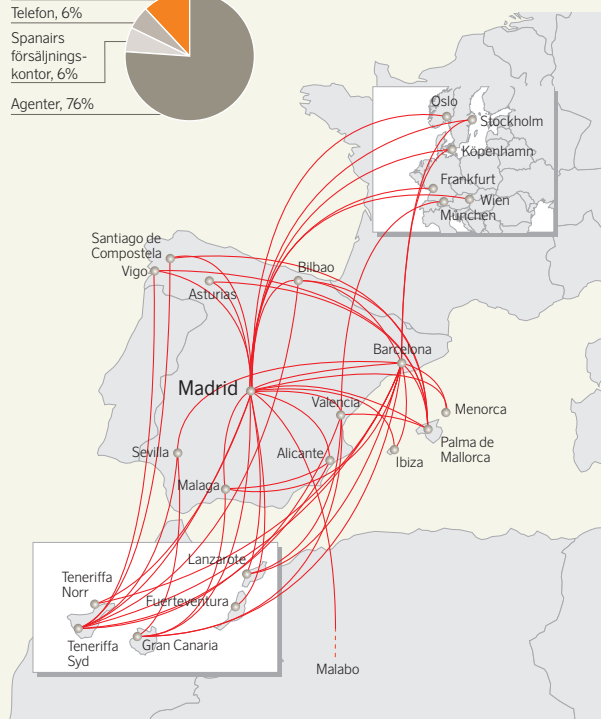 Telefon, 6%
Spanairs
försäljnings-
kontor, 6%
Agenter, 76%
Oslo
Stockholm
Köpenhamn
Frankfurt
Wien
München
Santiago de
Compostela
Vigo
Bilbao
Asturias
Barcelona
Madrid
Valencia
Menorca
Palma de
Mallorca
Sevilla
Alicante
Ibiza
Malaga
Lanzarote
Teneriffa
Norr
Fuerteventura
Teneriffa
Syd
Gran Canaria
Malabo